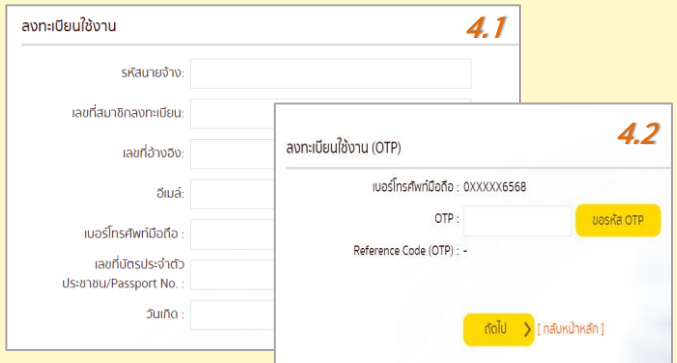 ลงทะเบียนใช้งาน
4.1
รหัสนายจ้าง:
เลขที่สมาชิกลงทะเบียน:
เลขที่อ้างอิง:
อีเมล์:
เบอร์โทรศัพท์มือถือ :
เลขที่บัตรประจำตัว
ประชาชน/Passport No. :
วันเกิด :
4.2
ลงทะเบียนใช้งาน (OTP)
เบอร์โทรศัพท์มือถือ : 0XXXXX6568
OTP : ขอรหัส OTP
Reference Code (OTP) : -
ถัดไป [ กลับหน้าหลัก ]